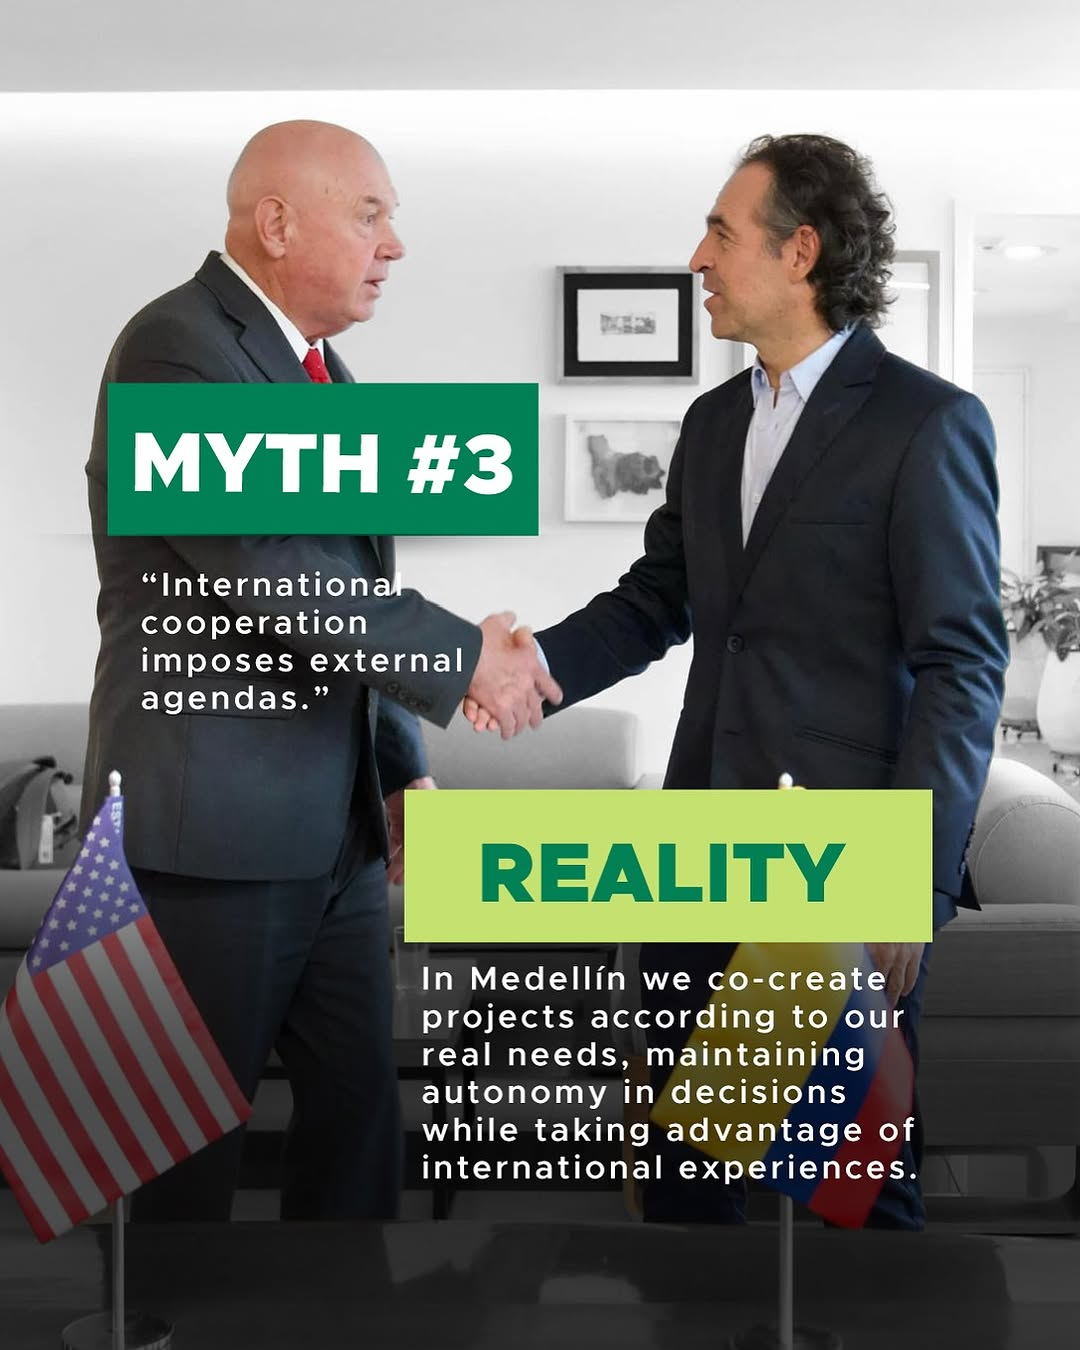 MYTH #3
“International
cooperation
imposes external
agendas.”
EST
REALITY
In Medellín we co-create
projects according to our
real needs, maintaining
autonomy in decisions
while taking advantage of
international experiences.